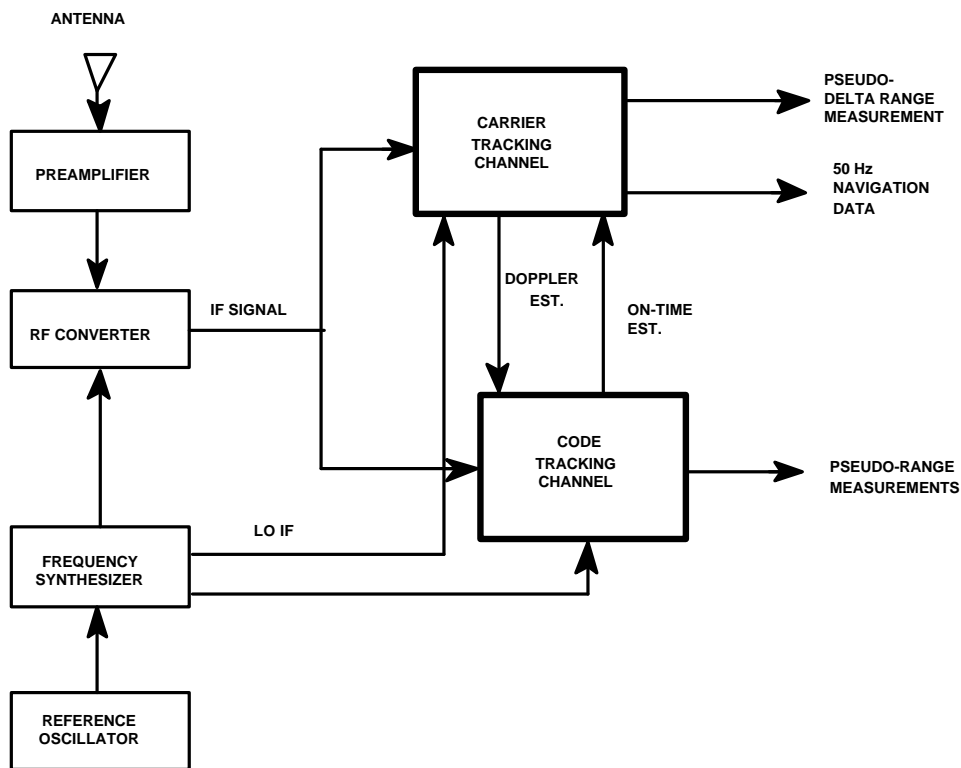 ANTENNA
PREAMPLIFIER
RF CONVERTER
FREQUENCY
SYNTHESIZER
REFERENCE
OSCILLATOR
IF SIGNAL
LO IF
CARRIER
TRACKING
CHANNEL
DOPPLER
EST.
ON-TIME
EST.
CODE
TRACKING
CHANNEL
PSEUDO-
DELTA RANGE
MEASUREMENT
50 Hz
NAVIGATION
DATA
PSEUDO-RANGE
MEASUREMENTS